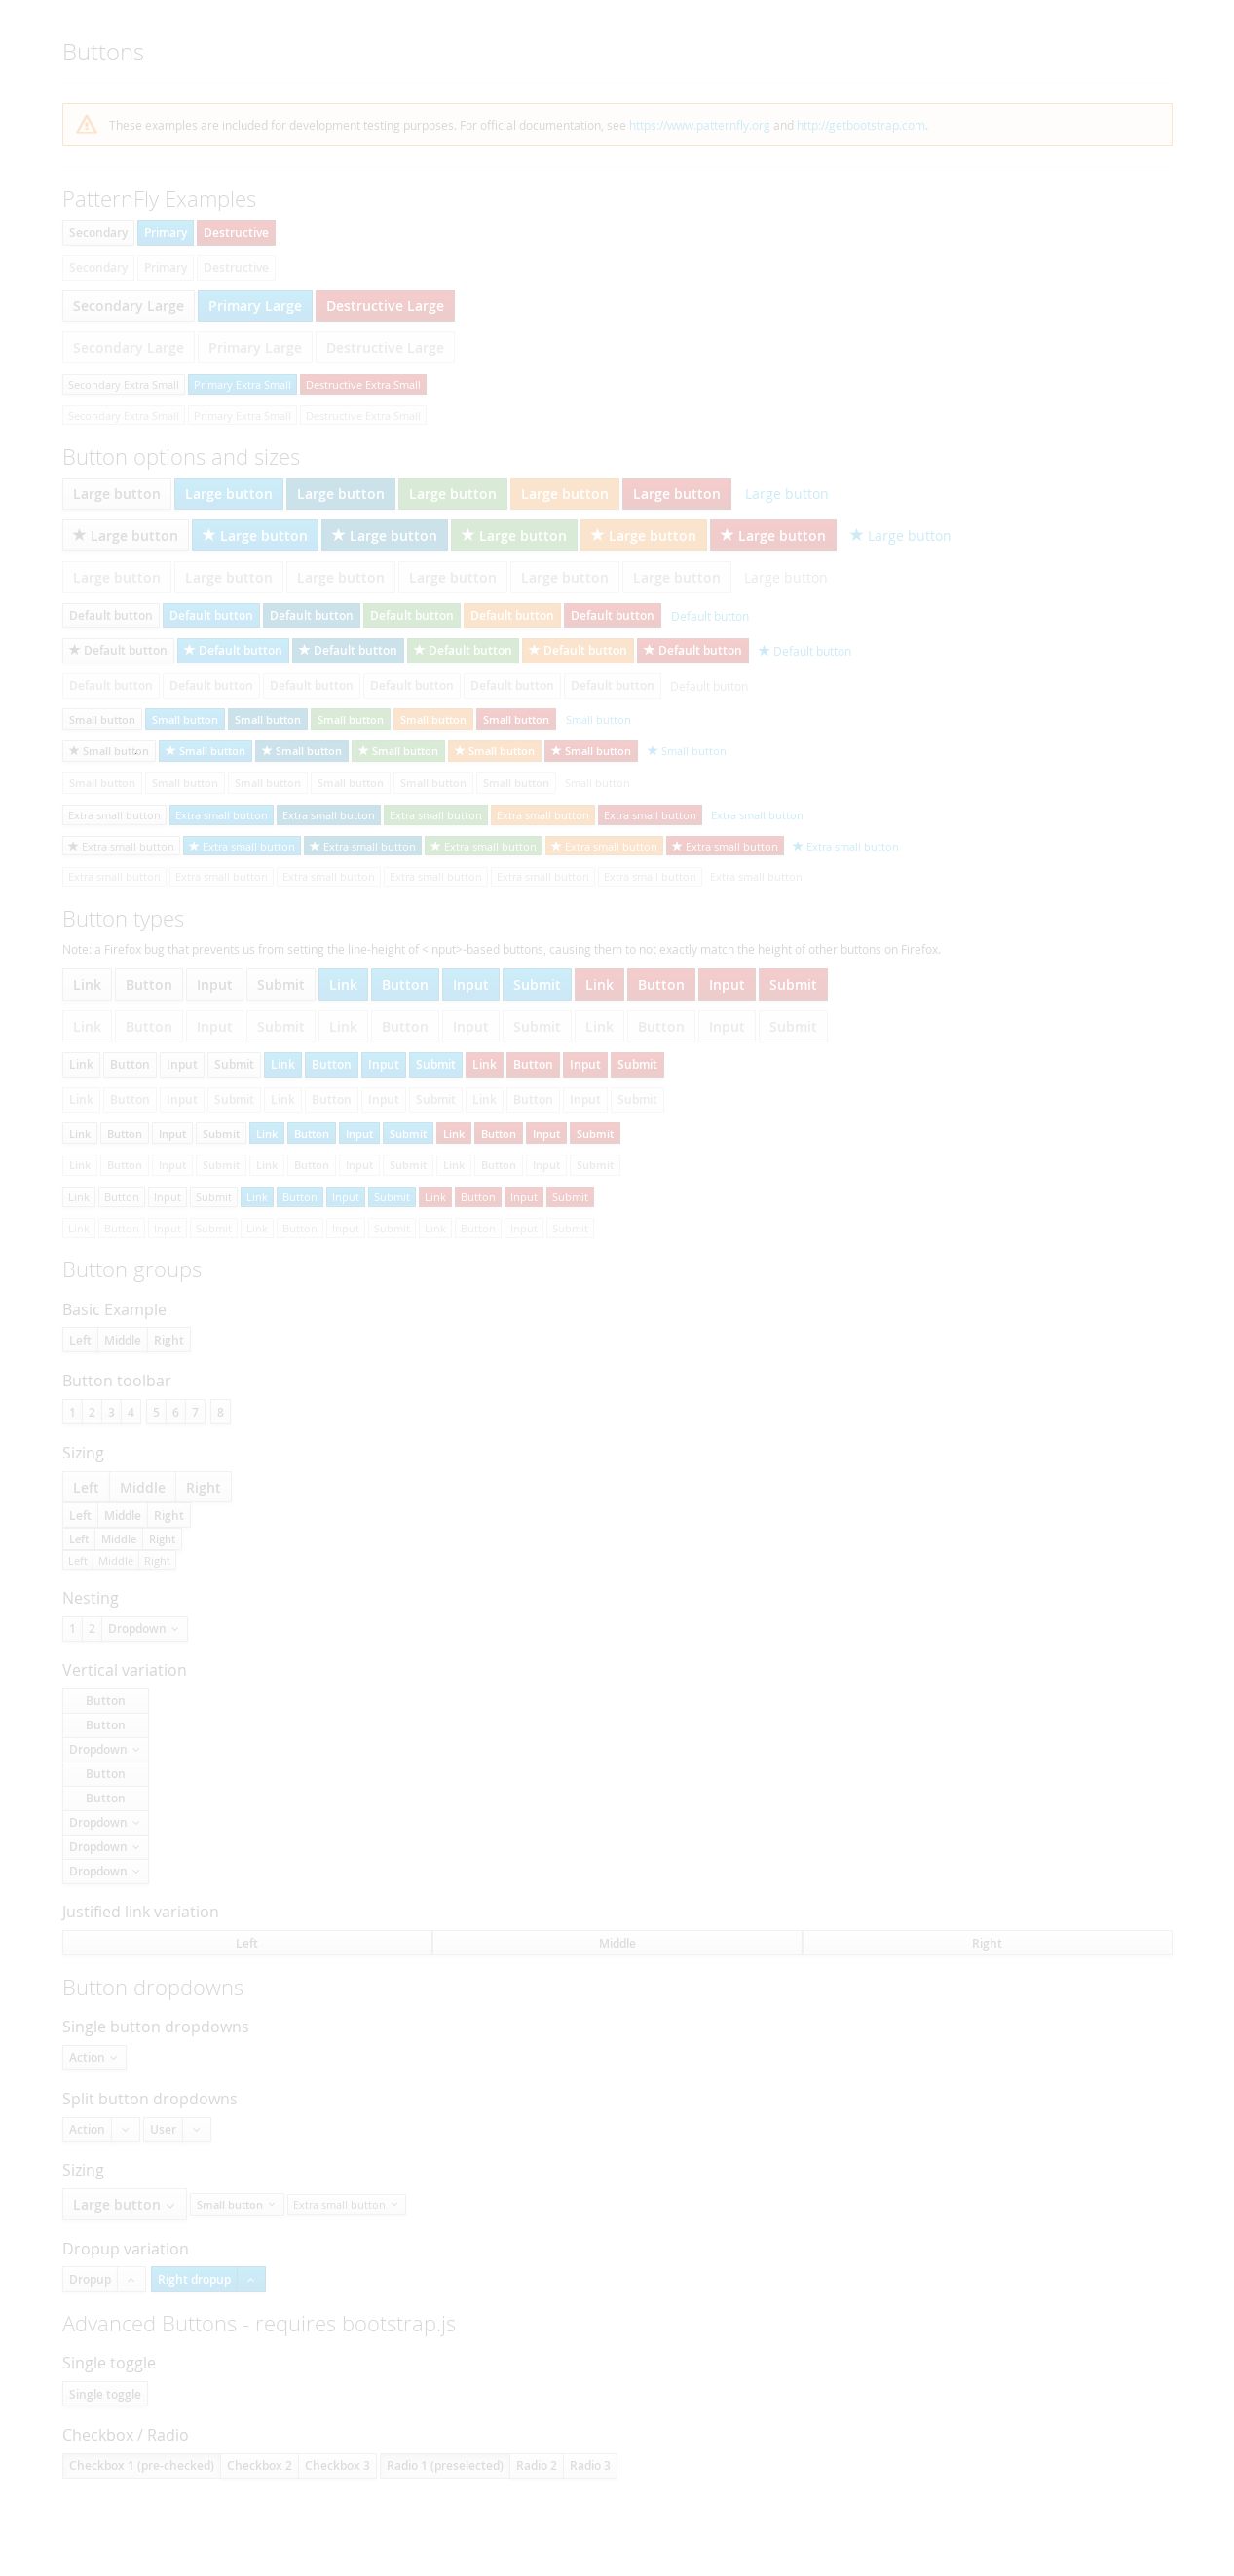 Buttons
These examples are included for development testing purposes. For official documentation, see https://www.patternfly.org and http://getbootstrap.com.
PatternFly Examples
Secondary Primary Destructive
Secondary Primary Destructive
Secondary Large Primary Large Destructive Large
Secondary Large Primary Large Destructive Large
Secondary Extra Small Primary Extra Small Destructive Extra Small
Secondary Extra Small Primary Extra Small Destructive Extra Small
Button options and sizes
Large button Large button Large button Large button Large button Large button Large button
★ Large button ★ Large button ★ Large button ★ Large button ★ Large button ★ Large button ★ Large button
Large button Large button Large button Large button Large button Large button Large button
Default button Default button Default button Default button Default button Default button Default button
★ Default button ★ Default button ★ Default button ★ Default button ★ Default button ★ Default button ★ Default button
Default button Default button Default button Default button Default button Default button Default button
Small button Small button Small button Small button Small button Small button Small button
★ Small button ★ Small button ★ Small button ★ Small button ★ Small button ★ Small button ★ Small button
Small button Small button Small button Small button Small button Small button Small button
Extra small button Extra small button Extra small button Extra small button Extra small button Extra small button Extra small button
★ Extra small button ★ Extra small button ★ Extra small button ★ Extra small button ★ Extra small button ★ Extra small button ★ Extra small button
Extra small button Extra small button Extra small button Extra small button Extra small button Extra small button Extra small button
Button types
Note: a Firefox bug that prevents us from setting the line-height of <input>-based buttons, causing them to not exactly match the height of other buttons on Firefox.
Link Button Input Submit Link Button Input Submit Link Button Input Submit
Link Button Input Submit Link Button Input Submit Link Button Input Submit
Link Button Input Submit Link Button Input Submit Link Button Input Submit
Link Button Input Submit Link Button Input Submit Link Button Input Submit
Link Button Input Submit Link Button Input Submit Link Button Input Submit
Link Button Input Submit Link Button Input Submit Link Button Input Submit
Link Button Input Submit Link Button Input Submit Link Button Input Submit
Link Button Input Submit Link Button Input Submit Link Button Input Submit
Button groups
Basic Example
Left Middle Right
Button toolbar
1 2 3 4 5 6 7 8
Sizing
Left Middle Right
Left Middle Right
Left Middle Right
Left Middle Right
Nesting
1 2 Dropdown
Vertical variation
Button
Button
Dropdown
Button
Button
Dropdown
Dropdown
Dropdown
Justified link variation
Left Middle Right
Button dropdowns
Single button dropdowns
Action
Split button dropdowns
Action User
Sizing
Large button Small button Extra small button
Dropup variation
Dropup Right dropup
Advanced Buttons - requires bootstrap.js
Single toggle
Single toggle
Checkbox / Radio
Checkbox 1 (pre-checked) Checkbox 2 Checkbox 3 Radio 1 (preselected) Radio 2 Radio 3